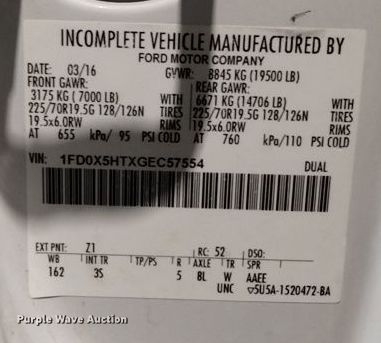 INCOMPLETE VEHICLE MANUFACTURED BY
FORD MOTOR COMPANY
DATE: 03/16 GVWR: 8845 KG (19500 LB)
FRONT GAWR: REAR GAWR:
3175 KG (7000 LB) WITH 6671 KG (14706 LB) WITH
225/70R19.5G 128/126N TIRES 225/70R19.5G 128/126N TIRES
19.5x6.0RW RIMS 19.5x6.0RW RIMS
AT 655 kPa/ 95 PSI COLD AT 760 kPa/110 PSI COLD
VIN: 1FD0X5HTXGEC57554 DUAL
EXT PNT: Z1 RC: 52 DSO:
WB INT TR TP/PS R AXLE TR SPR
162 3S 5 BL W AAEE
UNC 5U5A-1520472-BA
Purple Wave Auction